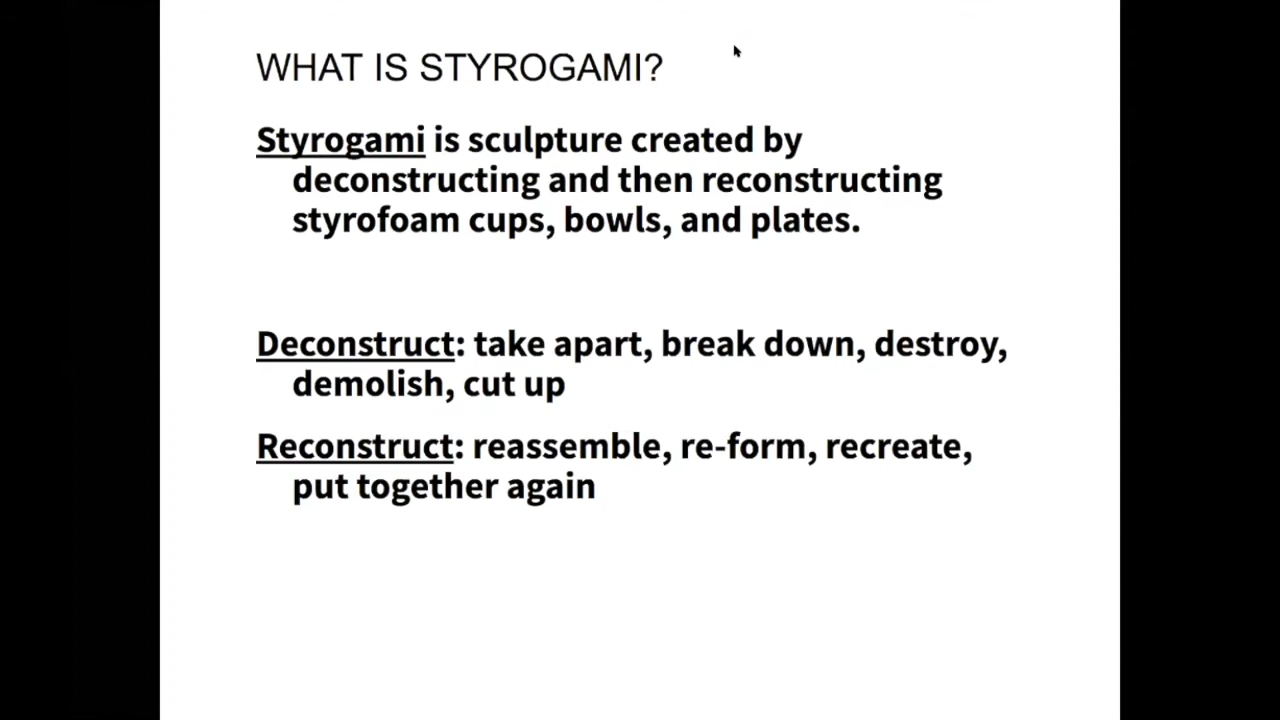 WHAT IS STYROGAMI?
Styrogami is sculpture created by
deconstructing and then reconstructing
styrofoam cups, bowls, and plates.
Deconstruct: take apart, break down, destroy,
demolish, cut up
Reconstruct: reassemble, re-form, recreate,
put together again